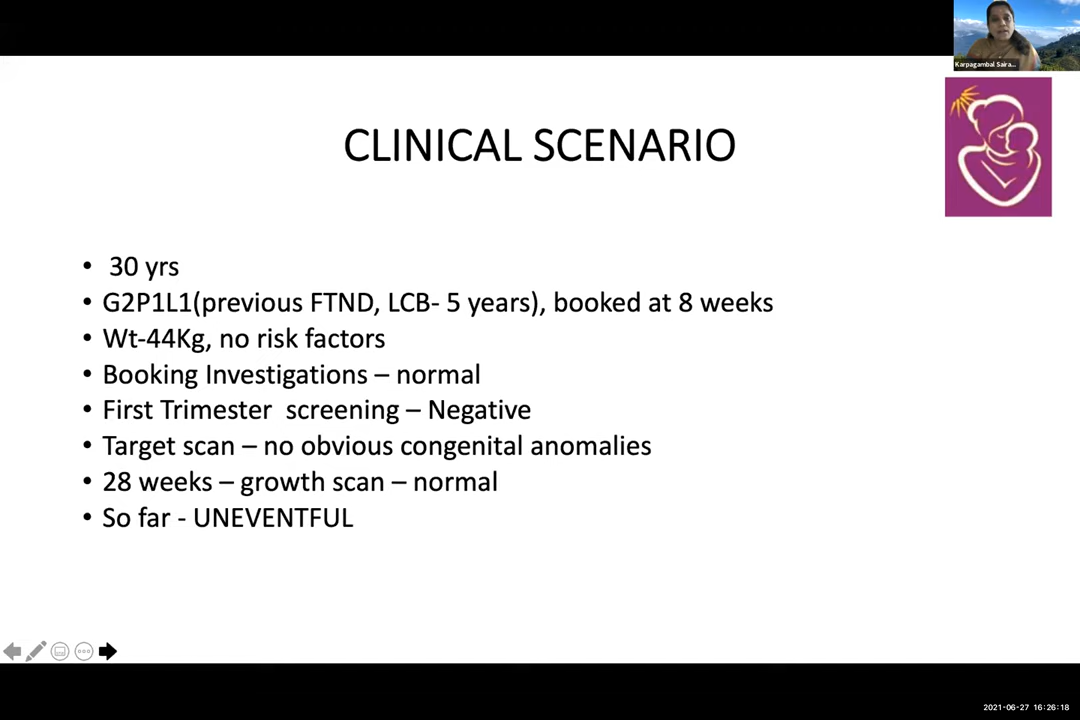 Karpagambal Saira...
CLINICAL SCENARIO
• 30 yrs
• G2P1L1(previous FTND, LCB- 5 years), booked at 8 weeks
• Wt-44Kg, no risk factors
• Booking Investigations – normal
• First Trimester screening – Negative
• Target scan – no obvious congenital anomalies
• 28 weeks – growth scan – normal
• So far - UNEVENTFUL
2021-06-27 16:26:18